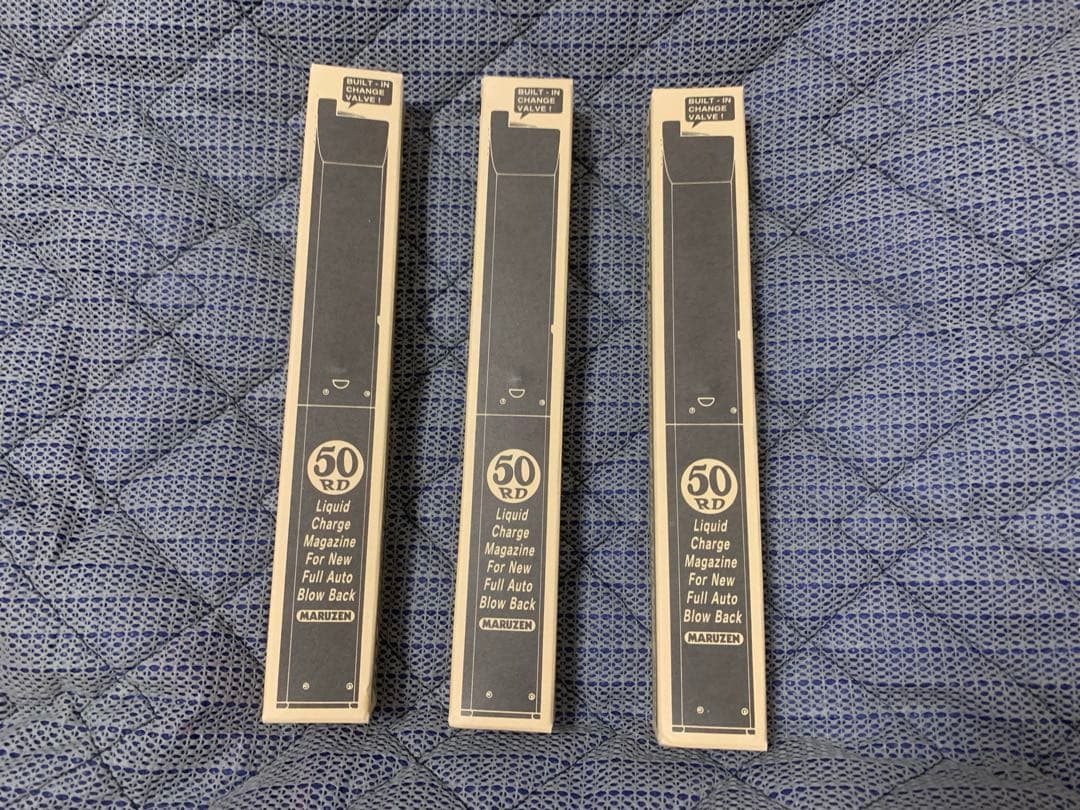 BUILT - IN
CHANGE
VALVE !
50
RD
Liquid
Charge
Magazine
For New
Full Auto
Blow Back
MARUZEN
BUILT - IN
CHANGE
VALVE !
50
RD
Liquid
Charge
Magazine
For New
Full Auto
Blow Back
MARUZEN
BUILT - IN
CHANGE
VALVE !
50
RD
Liquid
Charge
Magazine
For New
Full Auto
Blow Back
MARUZEN